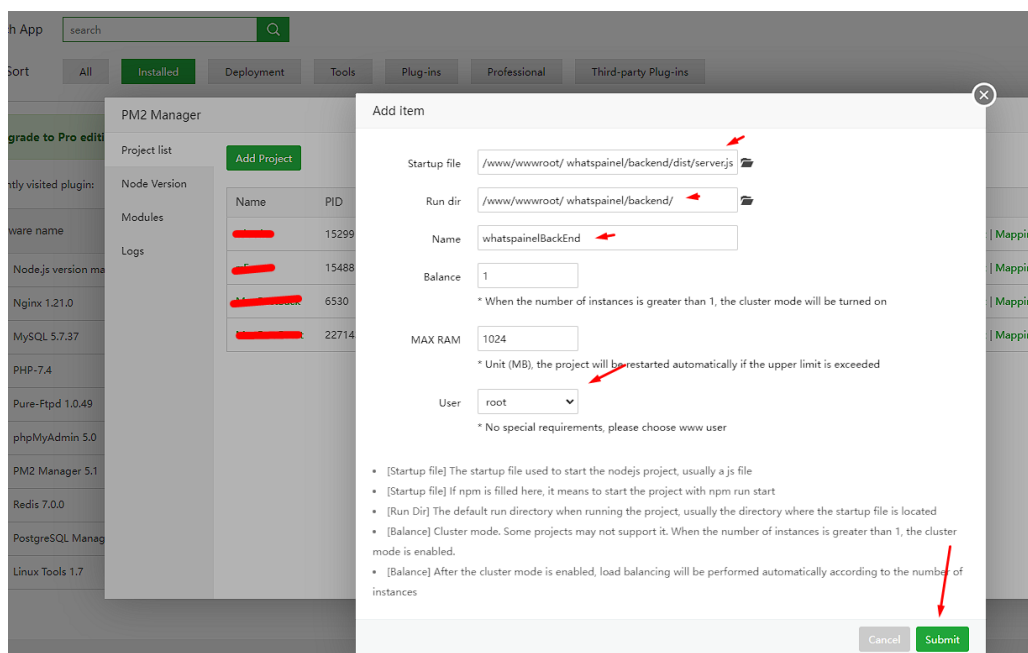 h App search
Sort All Installed Deployment Tools Plug-ins Professional Third-party Plug-ins
grade to Pro editi
ntly visited plugin:
ware name
Node.js version ma
Nginx 1.21.0
MySQL 5.7.37
PHP-7.4
Pure-Ftpd 1.0.49
phpMyAdmin 5.0
PM2 Manager 5.1
Redis 7.0.0
PostgreSQL Manag
Linux Tools 1.7
PM2 Manager
Project list
Node Version
Modules
Logs
Add Project
Name PID
15299 | Mappin
15488 | Mappin
6530 | Mappin
22714 | Mappin
Add item
Startup file /www/wwwroot/ whatspainel/backend/dist/server.js
Run dir /www/wwwroot/ whatspainel/backend/
Name whatspainelBackEnd
Balance 1
* When the number of instances is greater than 1, the cluster mode will be turned on
MAX RAM 1024
* Unit (MB), the project will be restarted automatically if the upper limit is exceeded
User root
* No special requirements, please choose www user
• [Startup file] The startup file used to start the nodejs project, usually a js file
• [Startup file] If npm is filled here, it means to start the project with npm run start
• [Run Dir] The default run directory when running the project, usually the directory where the startup file is located
• [Balance] Cluster mode. Some projects may not support it. When the number of instances is greater than 1, the cluster
mode is enabled.
• [Balance] After the cluster mode is enabled, load balancing will be performed automatically according to the number of
instances
Cancel Submit